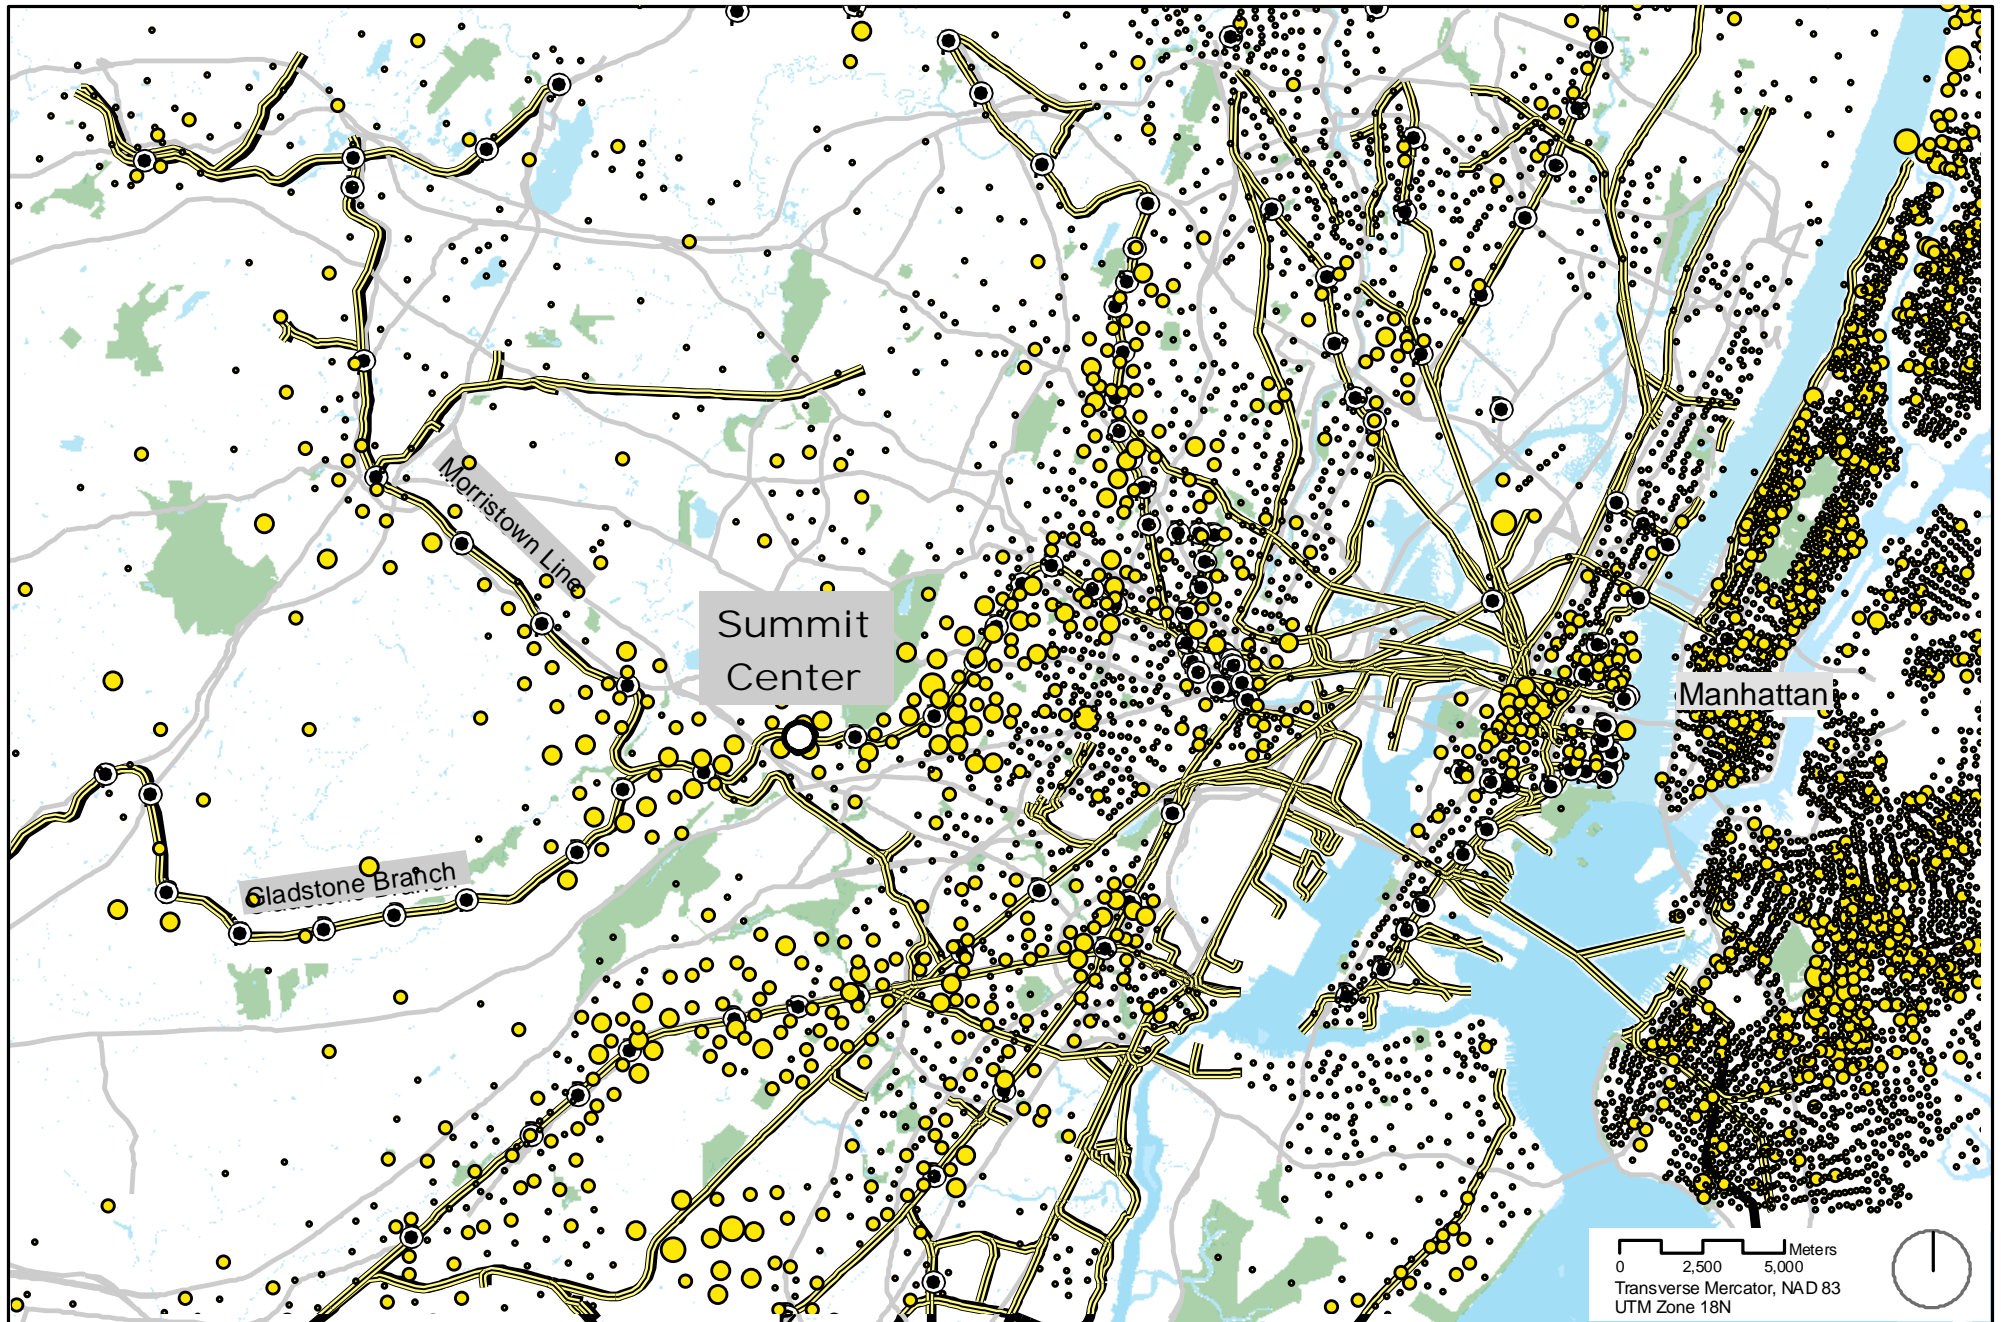 Morristown Line
Summit
Center
Manhattan
Gladstone Branch
Meters
0 2,500 5,000
Transverse Mercator, NAD 83
UTM Zone 18N